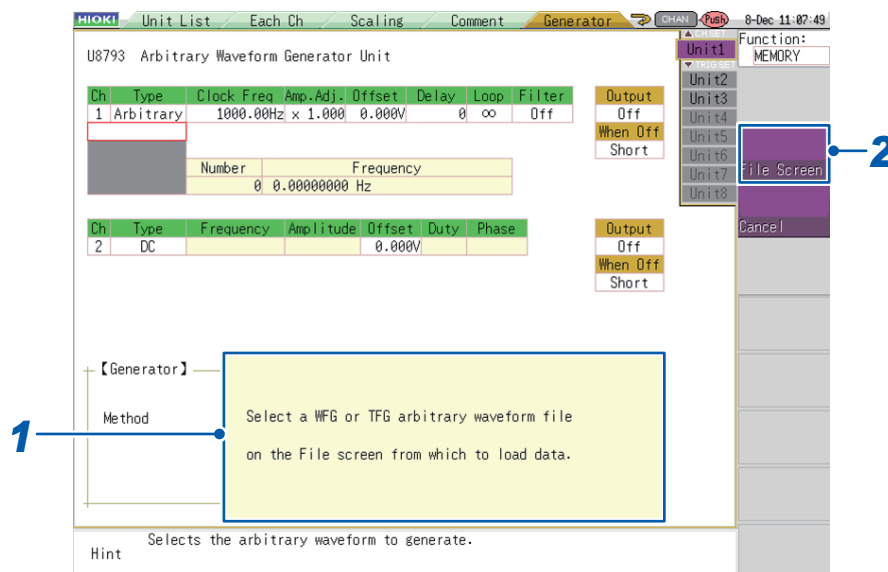 HIOKI Unit List Each Ch Scaling Comment Generator CHAN Push 8-Dec 11:07:49
▲ CH.SET
Function:
MEMORY
Unit1
▼ TRIG SET
Unit2
Unit3
Unit4
Unit5
Unit6
Unit7
Unit8
U8793 Arbitrary Waveform Generator Unit
Ch Type Clock Freq Amp.Adj. Offset Delay Loop Filter
1 Arbitrary 1000.00Hz x 1.000 0.000V 0 ∞ Off
Output
Off
When Off
Short
Number Frequency
0 0.00000000 Hz
File Screen
2
Cancel
Ch Type Frequency Amplitude Offset Duty Phase
2 DC 0.000V
Output
Off
When Off
Short
【Generator】
Method
1
Select a WFG or TFG arbitrary waveform file
on the File screen from which to load data.
Hint Selects the arbitrary waveform to generate.